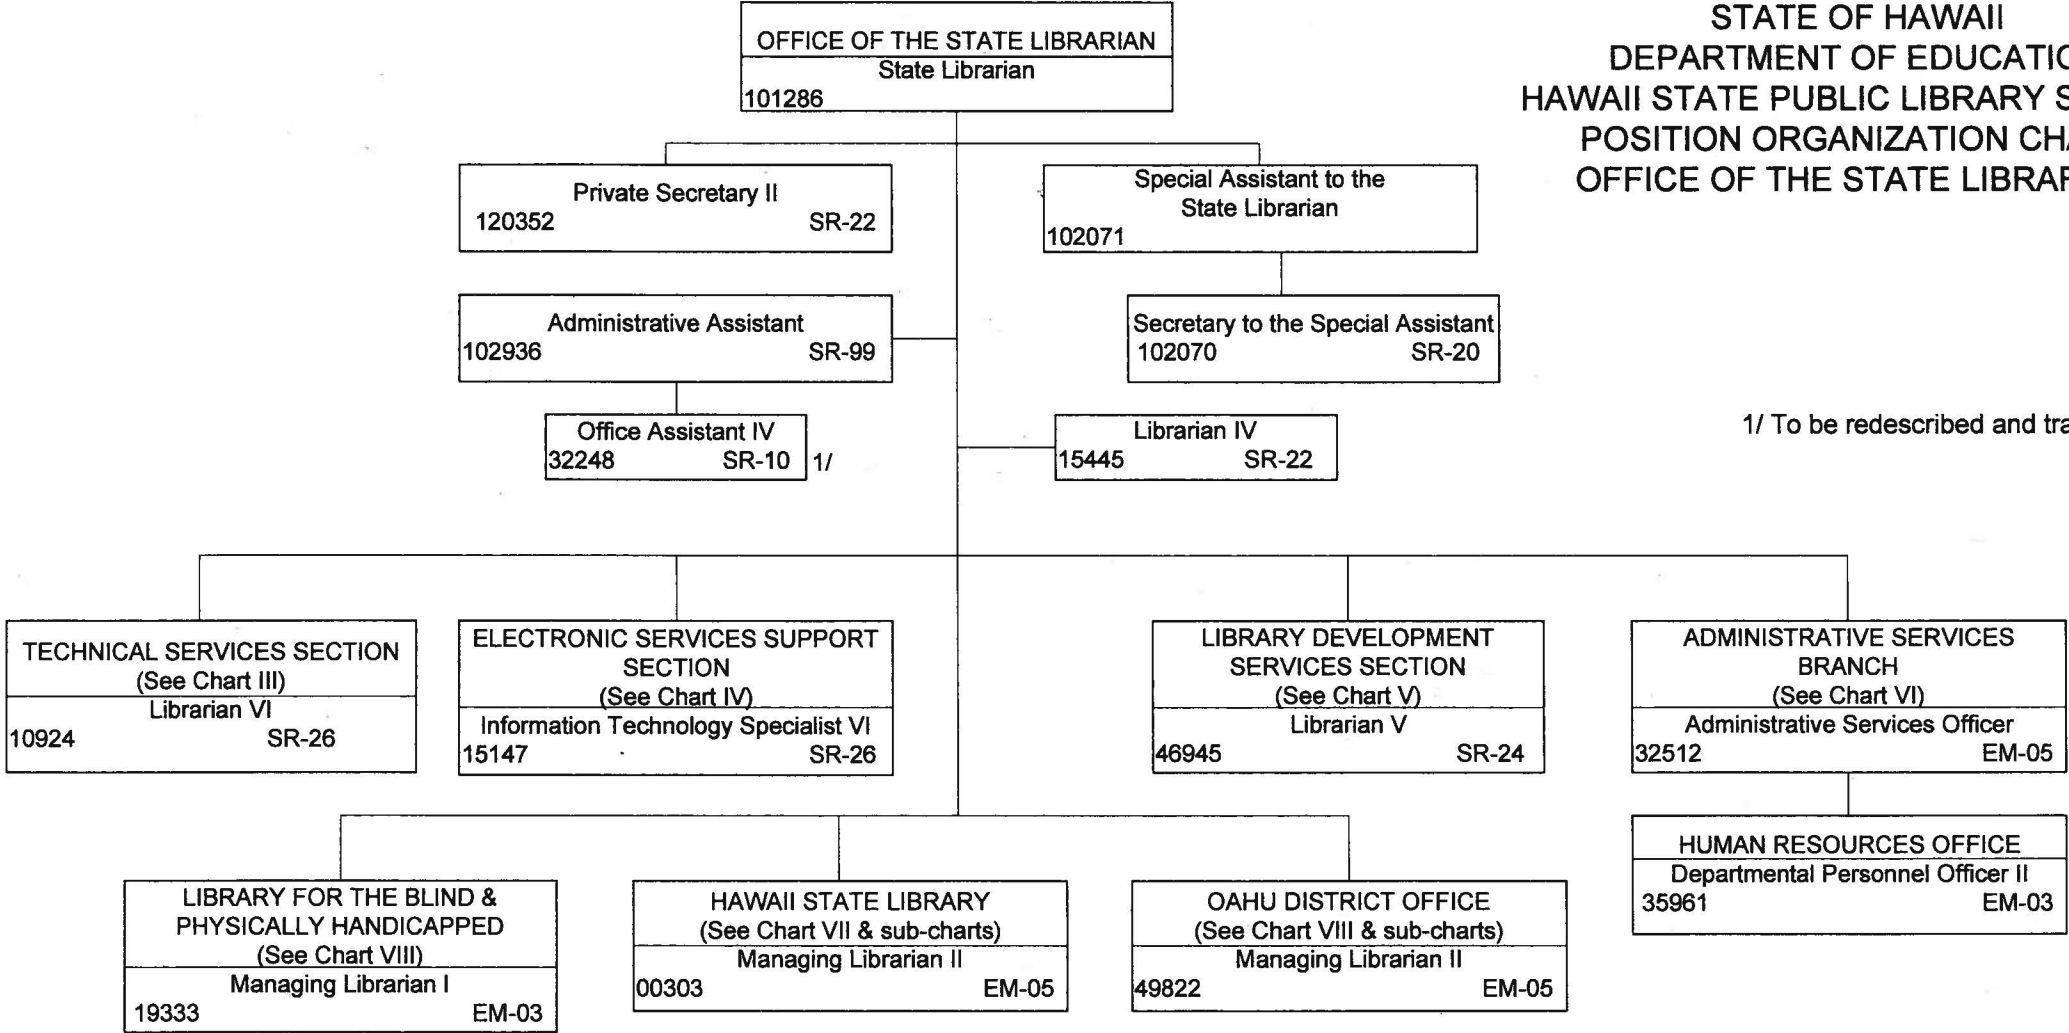 STATE OF HAWAII
DEPARTMENT OF EDUCATIO
HAWAII STATE PUBLIC LIBRARY S
POSITION ORGANIZATION CHA
OFFICE OF THE STATE LIBRAR
OFFICE OF THE STATE LIBRARIAN
State Librarian
101286
Private Secretary II
120352 SR-22
Special Assistant to the
State Librarian
102071
Administrative Assistant
102936 SR-99
Secretary to the Special Assistant
102070 SR-20
Office Assistant IV
32248 SR-10 1/
Librarian IV
15445 SR-22
1/ To be redescribed and tra
TECHNICAL SERVICES SECTION
(See Chart III)
Librarian VI
10924 SR-26
ELECTRONIC SERVICES SUPPORT
SECTION
(See Chart IV)
Information Technology Specialist VI
15147 SR-26
LIBRARY DEVELOPMENT
SERVICES SECTION
(See Chart V)
Librarian V
46945 SR-24
ADMINISTRATIVE SERVICES
BRANCH
(See Chart VI)
Administrative Services Officer
32512 EM-05
HUMAN RESOURCES OFFICE
Departmental Personnel Officer II
35961 EM-03
LIBRARY FOR THE BLIND &
PHYSICALLY HANDICAPPED
(See Chart VIII)
Managing Librarian I
19333 EM-03
HAWAII STATE LIBRARY
(See Chart VII & sub-charts)
Managing Librarian II
00303 EM-05
OAHU DISTRICT OFFICE
(See Chart VIII & sub-charts)
Managing Librarian II
49822 EM-05